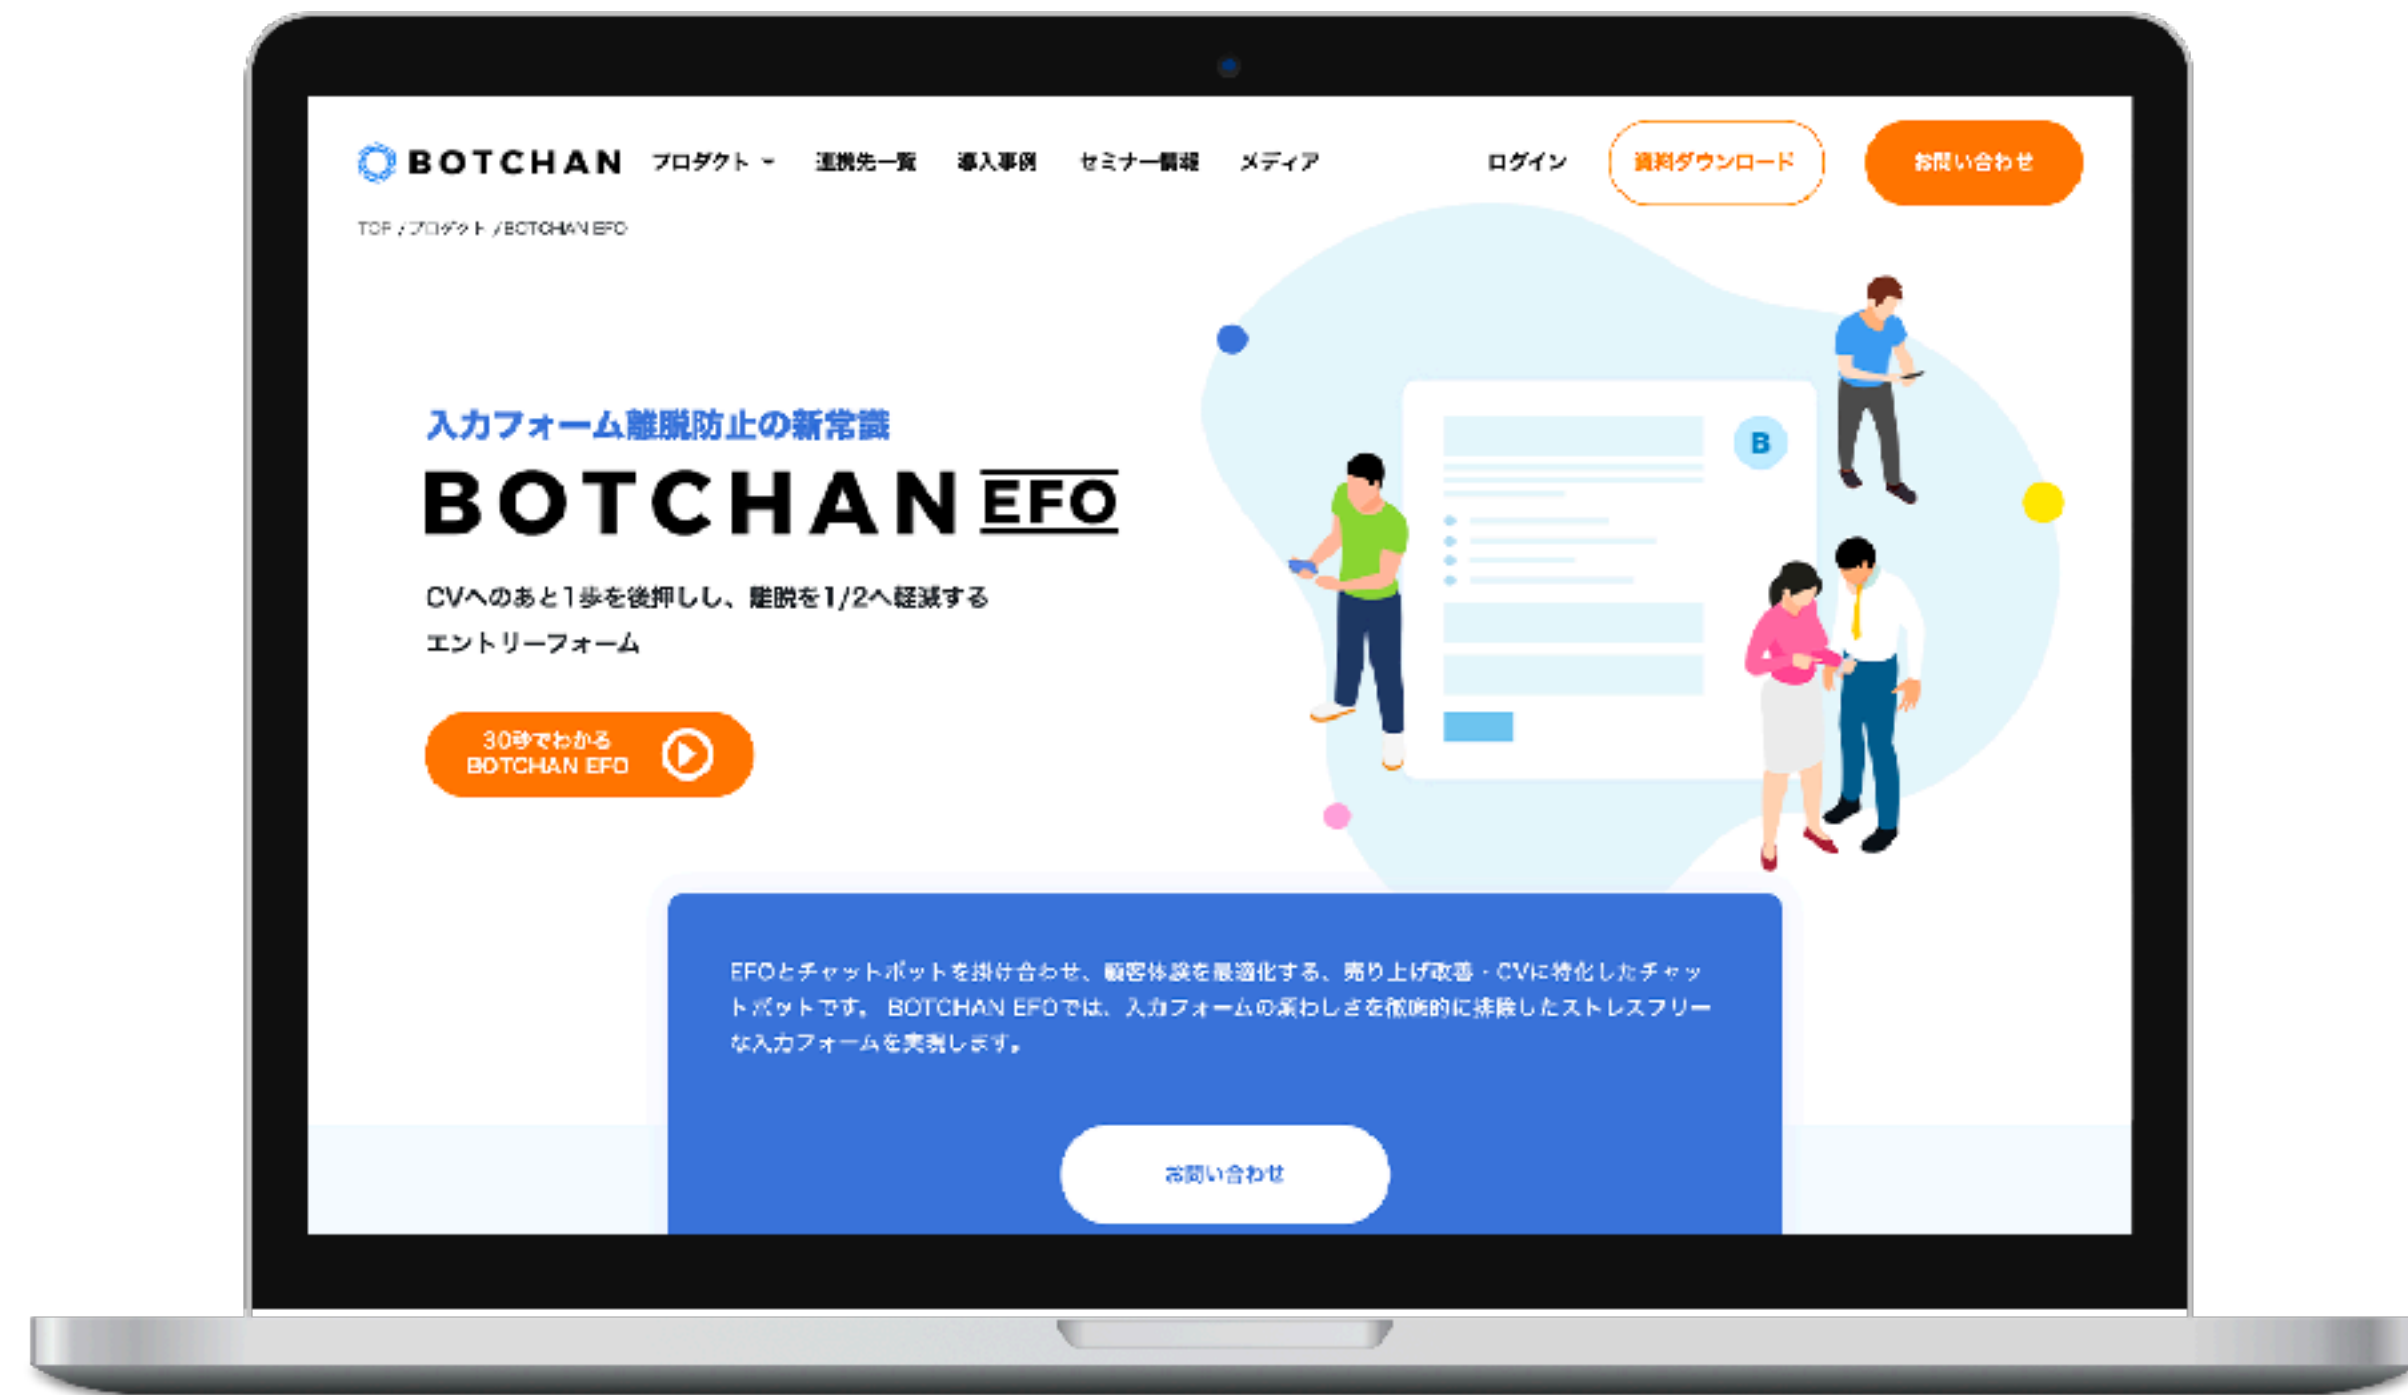 BOTCHAN プロダクト 連携先一覧 導入事例 セミナー情報 メディア ログイン 資料ダウンロード お問い合わせ
TOP / プロダクト / BOTCHAN EFO
入力フォーム離脱防止の新常識
BOTCHAN EFO
CVへのあと1歩を後押しし、離脱を1/2へ軽減する
エントリーフォーム
30秒でわかる
BOTCHAN EFO
B
EFOとチャットボットを掛け合わせ、顧客体験を最適化する、売り上げ改善・CVに特化したチャッ
トボットです。 BOTCHAN EFOでは、入力フォームの煩わしさを徹底的に排除したストレスフリー
な入力フォームを実現します。
お問い合わせ